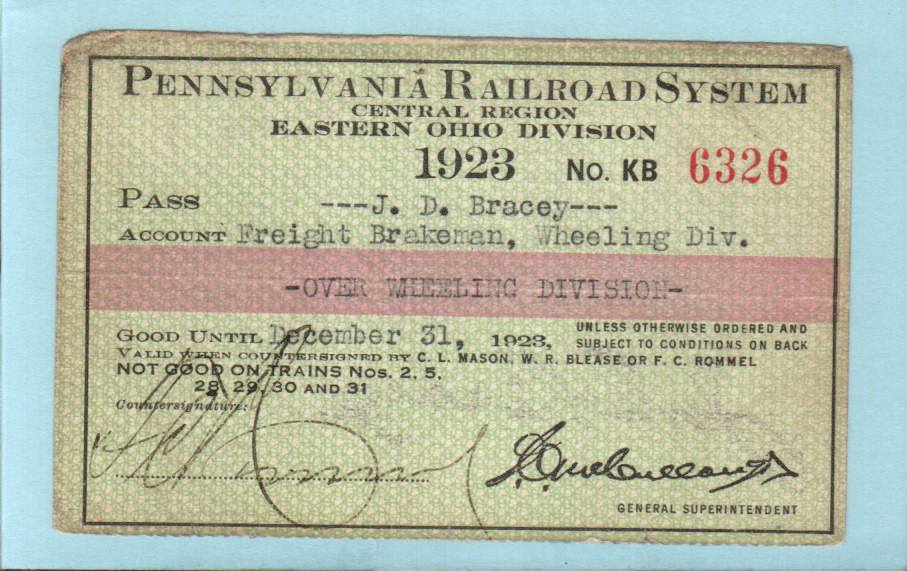 PENNSYLVANIA RAILROAD SYSTEM
CENTRAL REGION
EASTERN OHIO DIVISION
1923 No. KB 6326
PASS ---J. D. Bracey---
ACCOUNT Freight Brakeman, Wheeling Div.
-OVER WHEELING DIVISION-
GOOD UNTIL December 31, 1923, UNLESS OTHERWISE ORDERED AND
SUBJECT TO CONDITIONS ON BACK
VALID WHEN COUNTERSIGNED BY C. L. MASON, W. R. BLEASE OR F. C. ROMMEL
NOT GOOD ON TRAINS Nos. 2, 5,
28, 29, 30 AND 31
Countersignature:
GENERAL SUPERINTENDENT